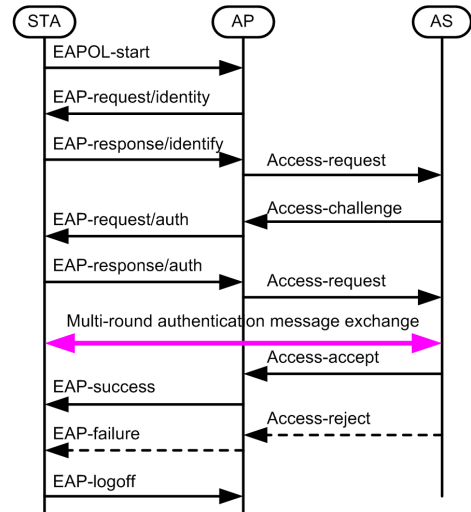 STA AP AS
EAPOL-start
EAP-request/identity
EAP-response/identify
Access-request
Access-challenge
EAP-request/auth
EAP-response/auth
Access-request
Multi-round authentication message exchange
Access-accept
EAP-success
Access-reject
EAP-failure
EAP-logoff